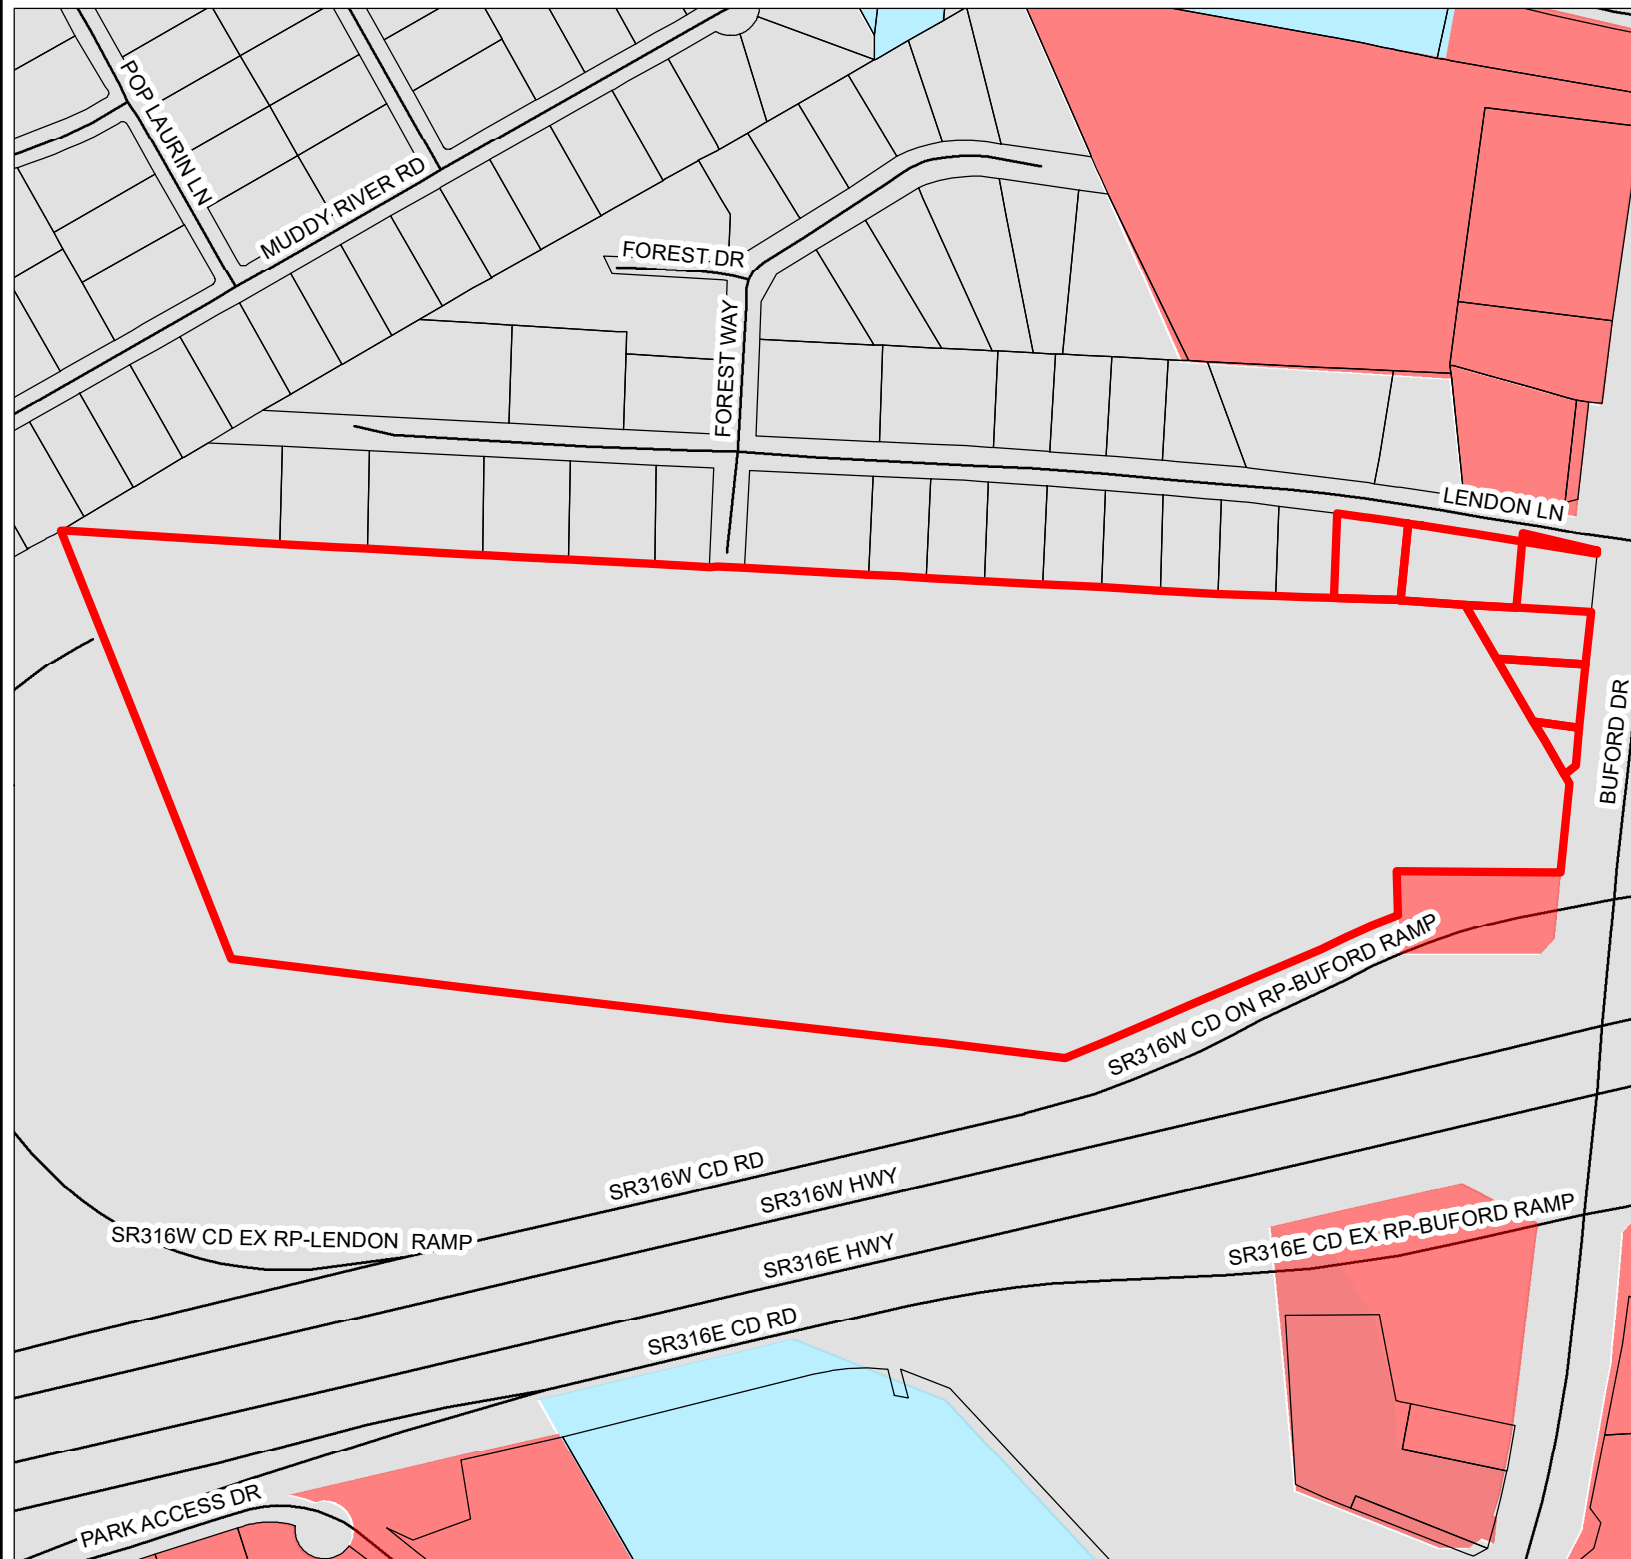 POP LAURIN LN
MUDDY RIVER RD
FOREST DR
FOREST WAY
LENDON LN
BUFORD DR
SR316W CD ON RP-BUFORD RAMP
SR316W CD RD
SR316W HWY
SR316W CD EX RP-LENDON RAMP
SR316E HWY
SR316E CD EX RP-BUFORD RAMP
SR316E CD RD
PARK ACCESS DR